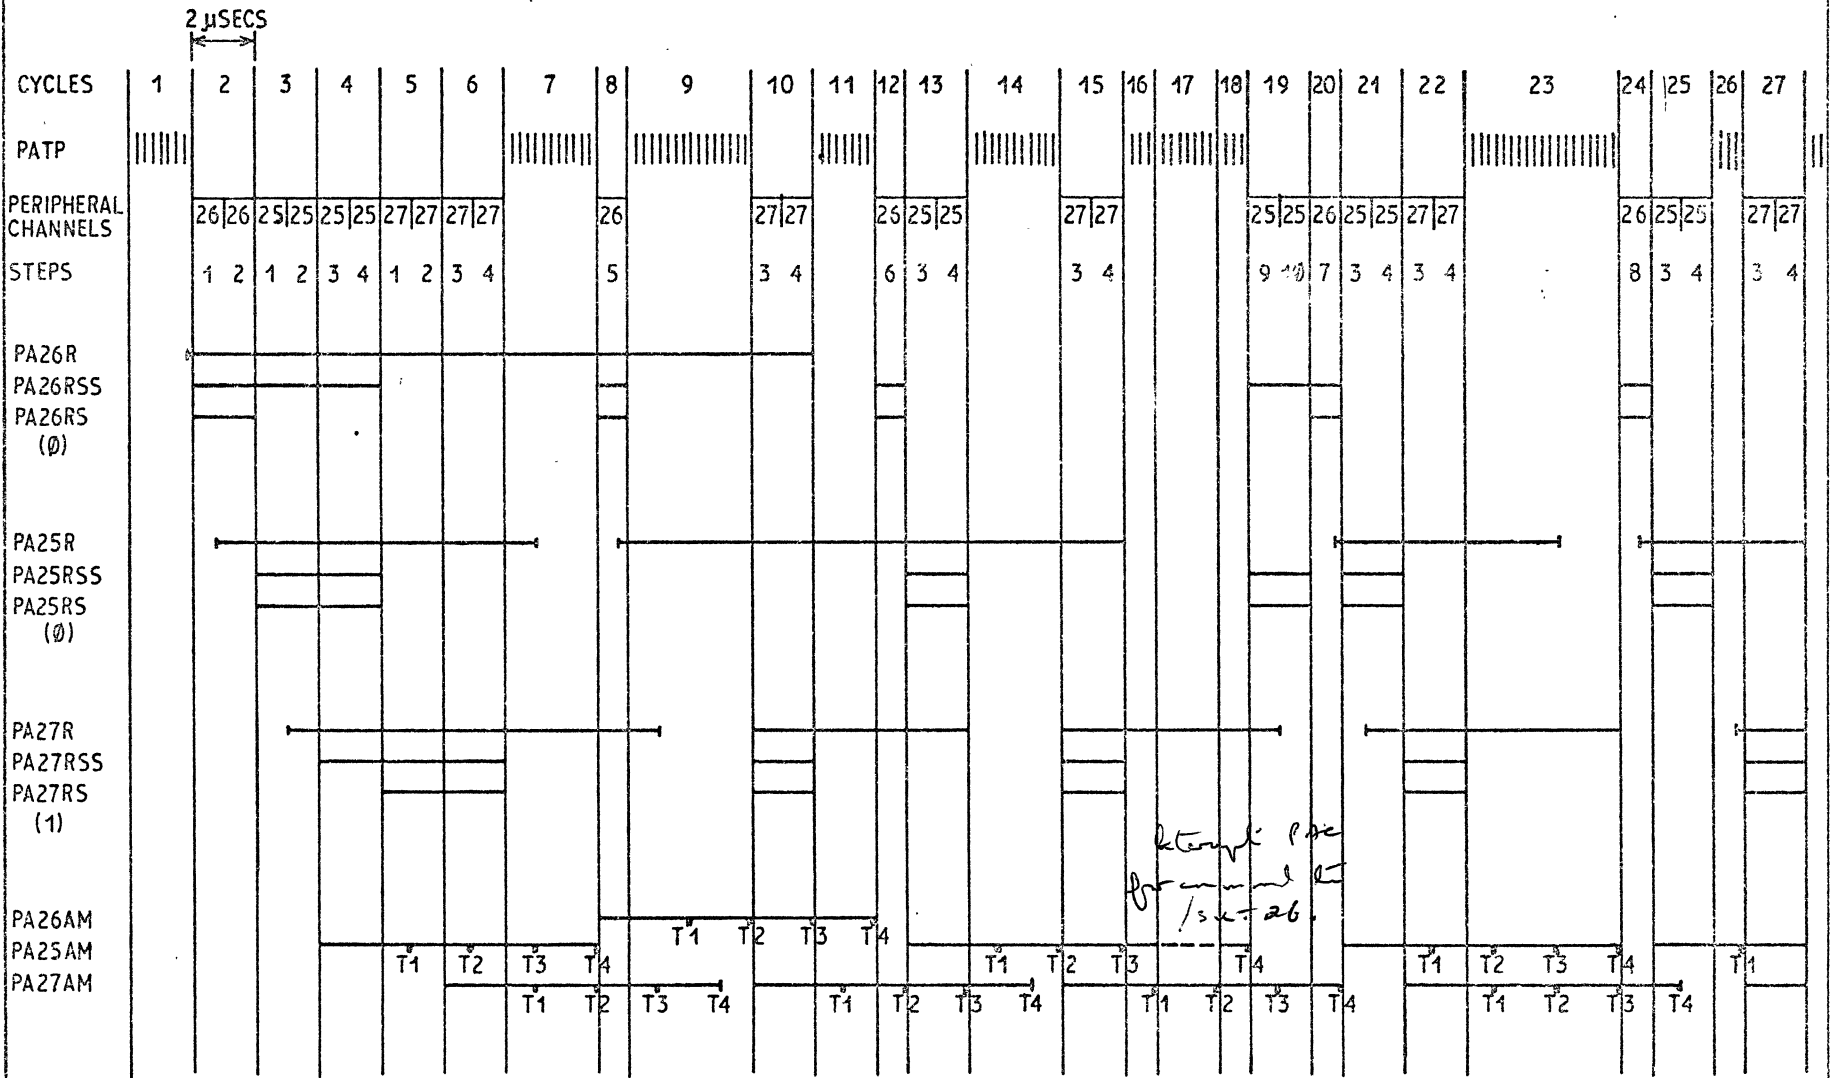 2 µSECS
CYCLES 1 2 3 4 5 6 7 8 9 10 11 12 13 14 15 16 17 18 19 20 21 22 23 24 25 26 27
PATP
PERIPHERAL CHANNELS 26 26 25 25 25 25 27 27 27 27 26 27 27 26 25 25 27 27 25 25 26 25 25 27 27 26 25 25 27 27
STEPS 1 2 1 2 3 4 1 2 3 4 5 3 4 6 3 4 3 4 9 10 7 3 4 3 4 8 3 4 3 4
PA26R
PA26RSS
PA26RS
(Ø)
PA25R
PA25RSS
PA25RS
(Ø)
PA27R
PA27RSS
PA27RS
(1)
for
26.
PA26AM
T1 T2 T3 T4
PA25AM
T1 T2 T3 T4 T1 T2 T3 T4 T1 T2 T3 T4 T1
PA27AM
T1 T2 T3 T4 T1 T2 T3 T4 T1 T2 T3 T4 T1 T2 T3 T4